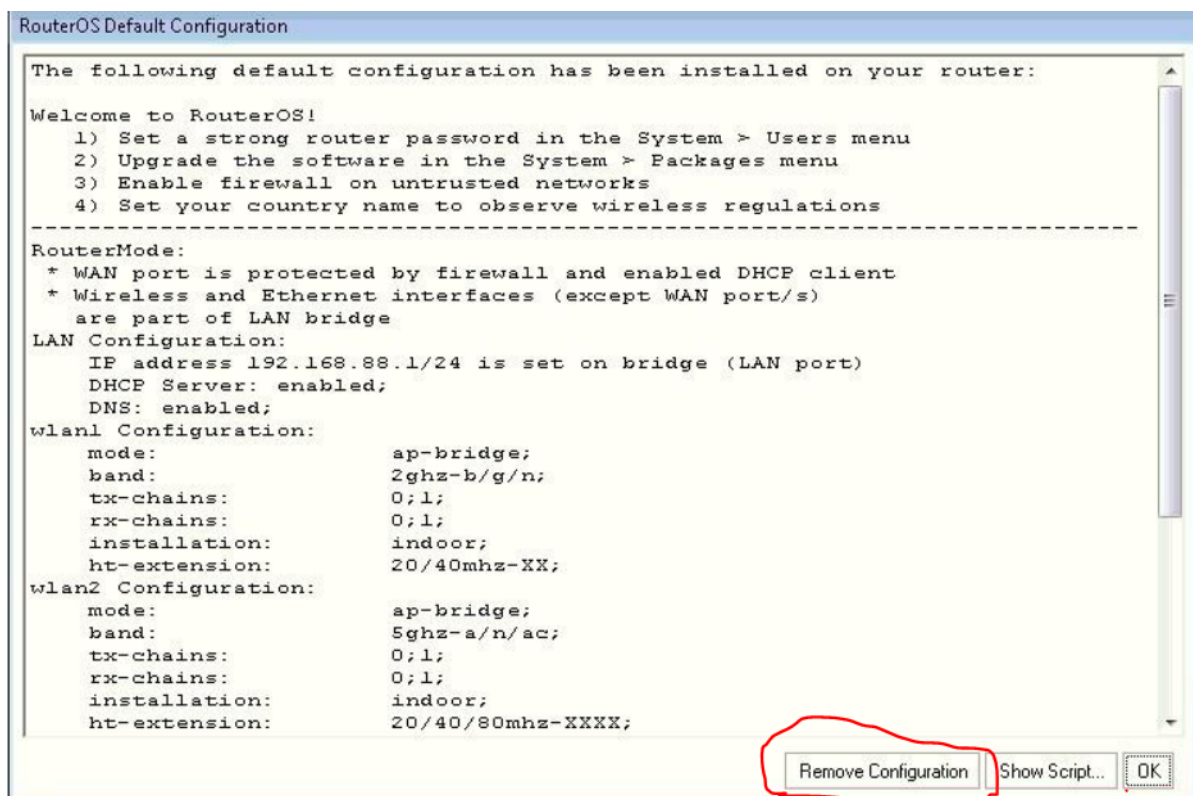 RouterOS Default Configuration
The following default configuration has been installed on your router:
Welcome to RouterOS!
1) Set a strong router password in the System > Users menu
2) Upgrade the software in the System > Packages menu
3) Enable firewall on untrusted networks
4) Set your country name to observe wireless regulations
-----------------------------------------------------------------------------
RouterMode:
* WAN port is protected by firewall and enabled DHCP client
* Wireless and Ethernet interfaces (except WAN port/s)
are part of LAN bridge
LAN Configuration:
IP address 192.168.88.1/24 is set on bridge (LAN port)
DHCP Server: enabled;
DNS: enabled;
wlan1 Configuration:
mode: ap-bridge;
band: 2ghz-b/g/n;
tx-chains: 0;1;
rx-chains: 0;1;
installation: indoor;
ht-extension: 20/40mhz-XX;
wlan2 Configuration:
mode: ap-bridge;
band: 5ghz-a/n/ac;
tx-chains: 0;1;
rx-chains: 0;1;
installation: indoor;
ht-extension: 20/40/80mhz-XXXX;
Remove Configuration Show Script... OK